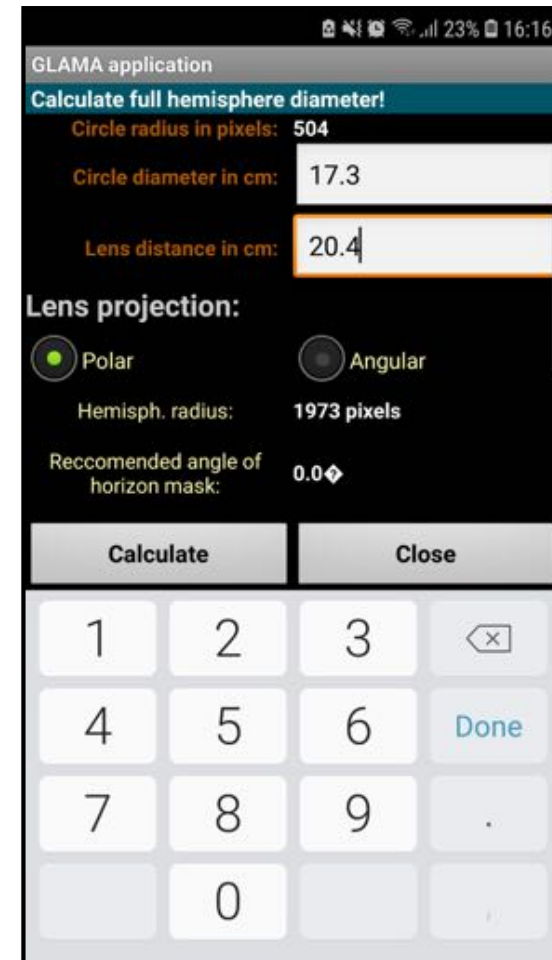 23% 16:16
GLAMA application
Calculate full hemisphere diameter!
Circle radius in pixels: 504
Circle diameter in cm: 17.3
Lens distance in cm: 20.4
Lens projection:
Polar Angular
Hemisph. radius: 1973 pixels
Reccomended angle of
horizon mask: 0.0�
Calculate Close
1 2 3
4 5 6 Done
7 8 9 .
0 ,